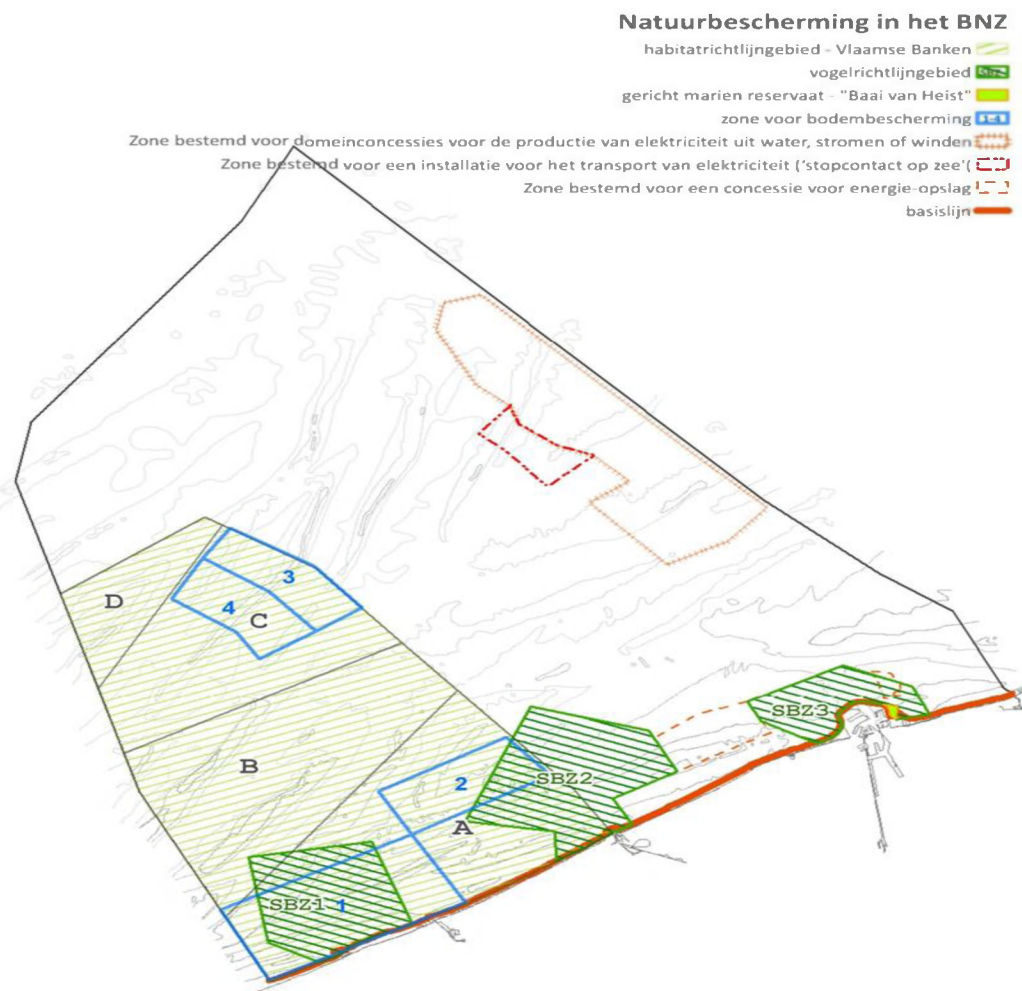 Natuurbescherming in het BNZ
habitatrichtlijngebied - Vlaamse Banken
vogelrichtlijngebied
gericht marien reservaat - "Baai van Heist"
zone voor bodembescherming
Zone bestemd voor domeinconcessies voor de productie van elektriciteit uit water, stromen of winden
Zone bestemd voor een installatie voor het transport van elektriciteit ('stopcontact op zee'(
Zone bestemd voor een concessie voor energie-opslag
basislijn
3
D
4
C
SBZ3
B
2
SBZ2
A
SBZ1
1